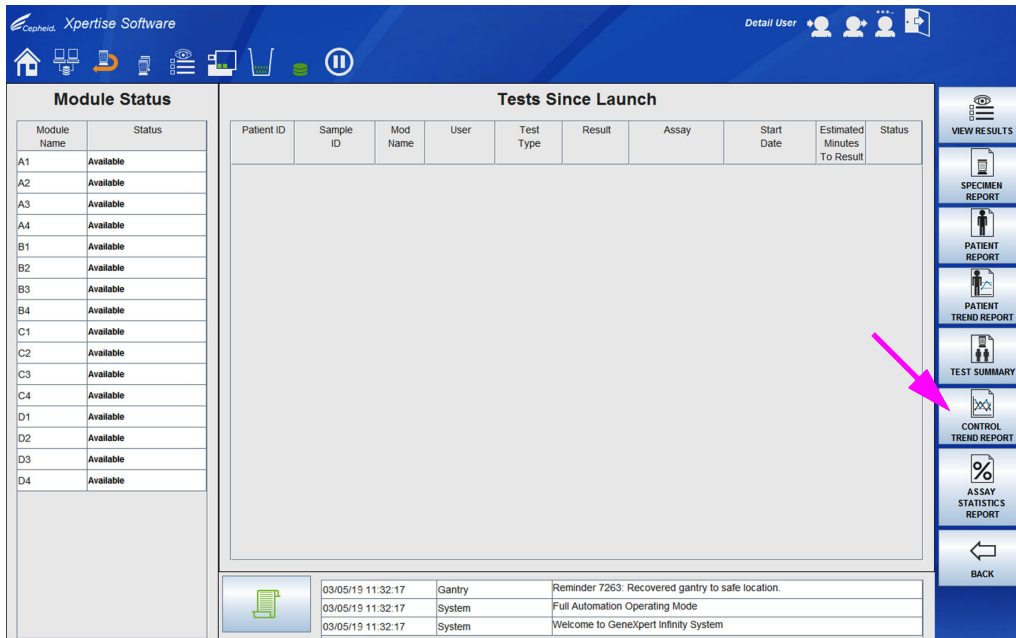 Cepheid. Xpertise Software
Detail User
Module Status
Tests Since Launch
Module Name
Status
A1 Available
A2 Available
A3 Available
A4 Available
B1 Available
B2 Available
B3 Available
B4 Available
C1 Available
C2 Available
C3 Available
C4 Available
D1 Available
D2 Available
D3 Available
D4 Available
Patient ID
Sample ID
Mod Name
User
Test Type
Result
Assay
Start Date
Estimated Minutes To Result
Status
VIEW RESULTS
SPECIMEN
REPORT
PATIENT
REPORT
PATIENT
TREND REPORT
TEST SUMMARY
CONTROL
TREND REPORT
%
ASSAY
STATISTICS
REPORT
BACK
03/05/19 11:32:17 Gantry Reminder 7263: Recovered gantry to safe location.
03/05/19 11:32:17 System Full Automation Operating Mode
03/05/19 11:32:17 System Welcome to GeneXpert Infinity System